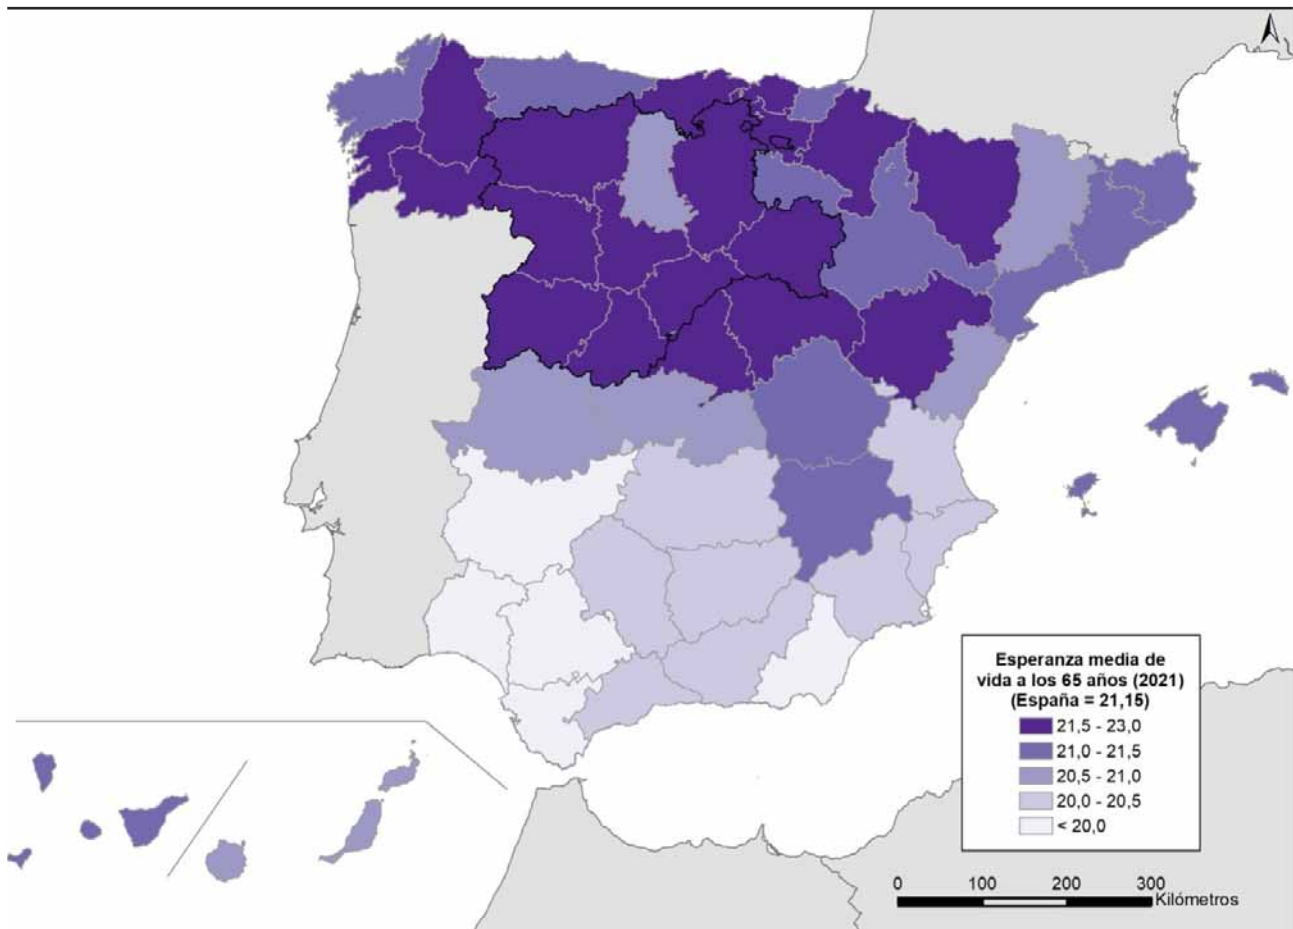 Esperanza media de
vida a los 65 años (2021)
(España = 21,15)
21,5 - 23,0
21,0 - 21,5
20,5 - 21,0
20,0 - 20,5
< 20,0
0 100 200 300
Kilómetros